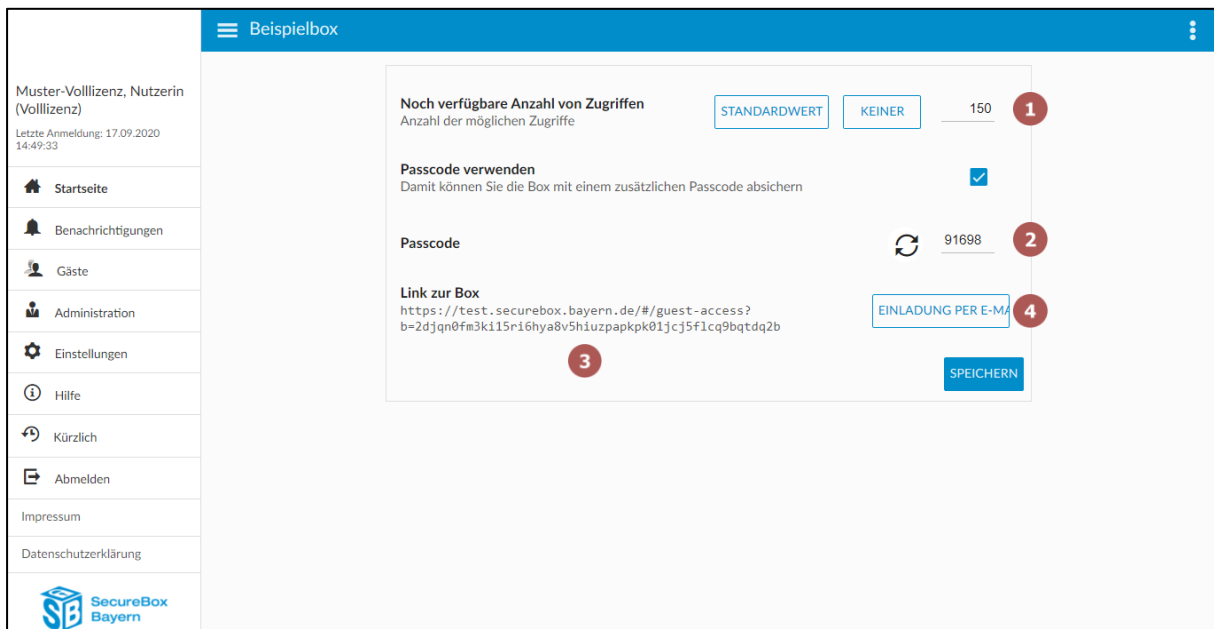 Beispielbox
Muster-Volllizenz, Nutzerin
(Volllizenz)
Letzte Anmeldung: 17.09.2020
14:49:33
Startseite
Benachrichtigungen
Gäste
Administration
Einstellungen
Hilfe
Kürzlich
Abmelden
Impressum
Datenschutzerklärung
SecureBox
Bayern
Noch verfügbare Anzahl von Zugriffen
Anzahl der möglichen Zugriffe
STANDARDWERT
KEINER
150
1
Passcode verwenden
Damit können Sie die Box mit einem zusätzlichen Passcode absichern
Passcode
91698
2
Link zur Box
https://test.securebox.bayern.de/#/guest-access?
b=2djqn0fm3ki15ri6hya8v5hiuzpapkpk01jcj5flcq9bqtdq2b
EINLADUNG PER E-MA
4
3
SPEICHERN